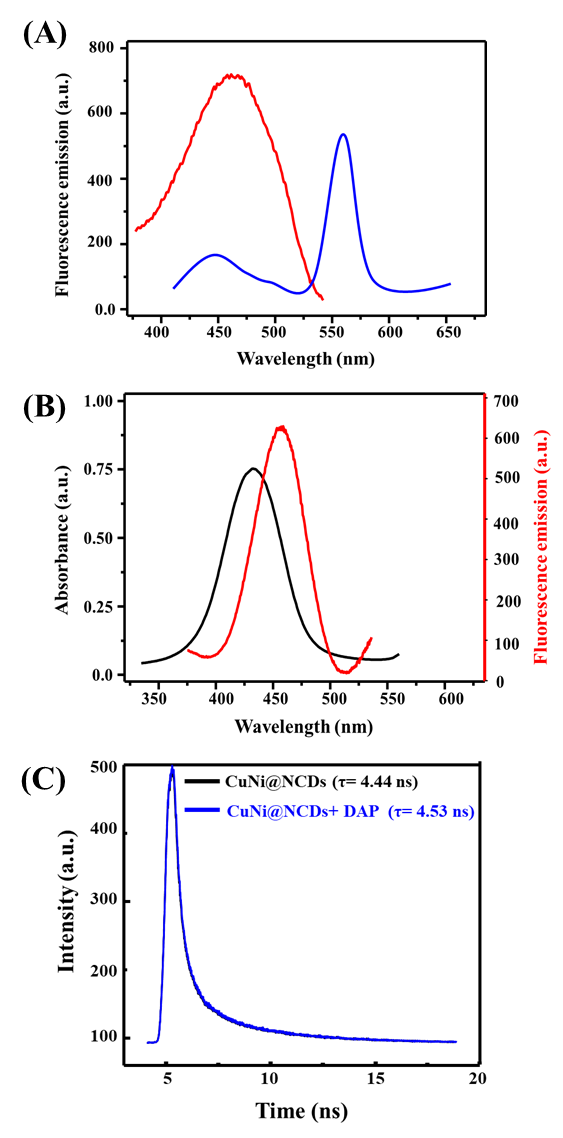 (A)
Fluorescence emission (a.u.)
800
600
400
200
0.0
400 450 500 550 600 650
Wavelength (nm)
(B)
Absorbance (a.u.)
1.00
0.75
0.50
0.25
0.0
700
600
500
400
300
200
100
0
Fluorescence emission (a.u.)
350 400 450 500 550 600
Wavelength (nm)
(C)
Intensity (a.u.)
500
400
300
200
100
CuNi@NCDs (τ= 4.44 ns)
CuNi@NCDs+ DAP (τ= 4.53 ns)
5 10 15 20
Time (ns)